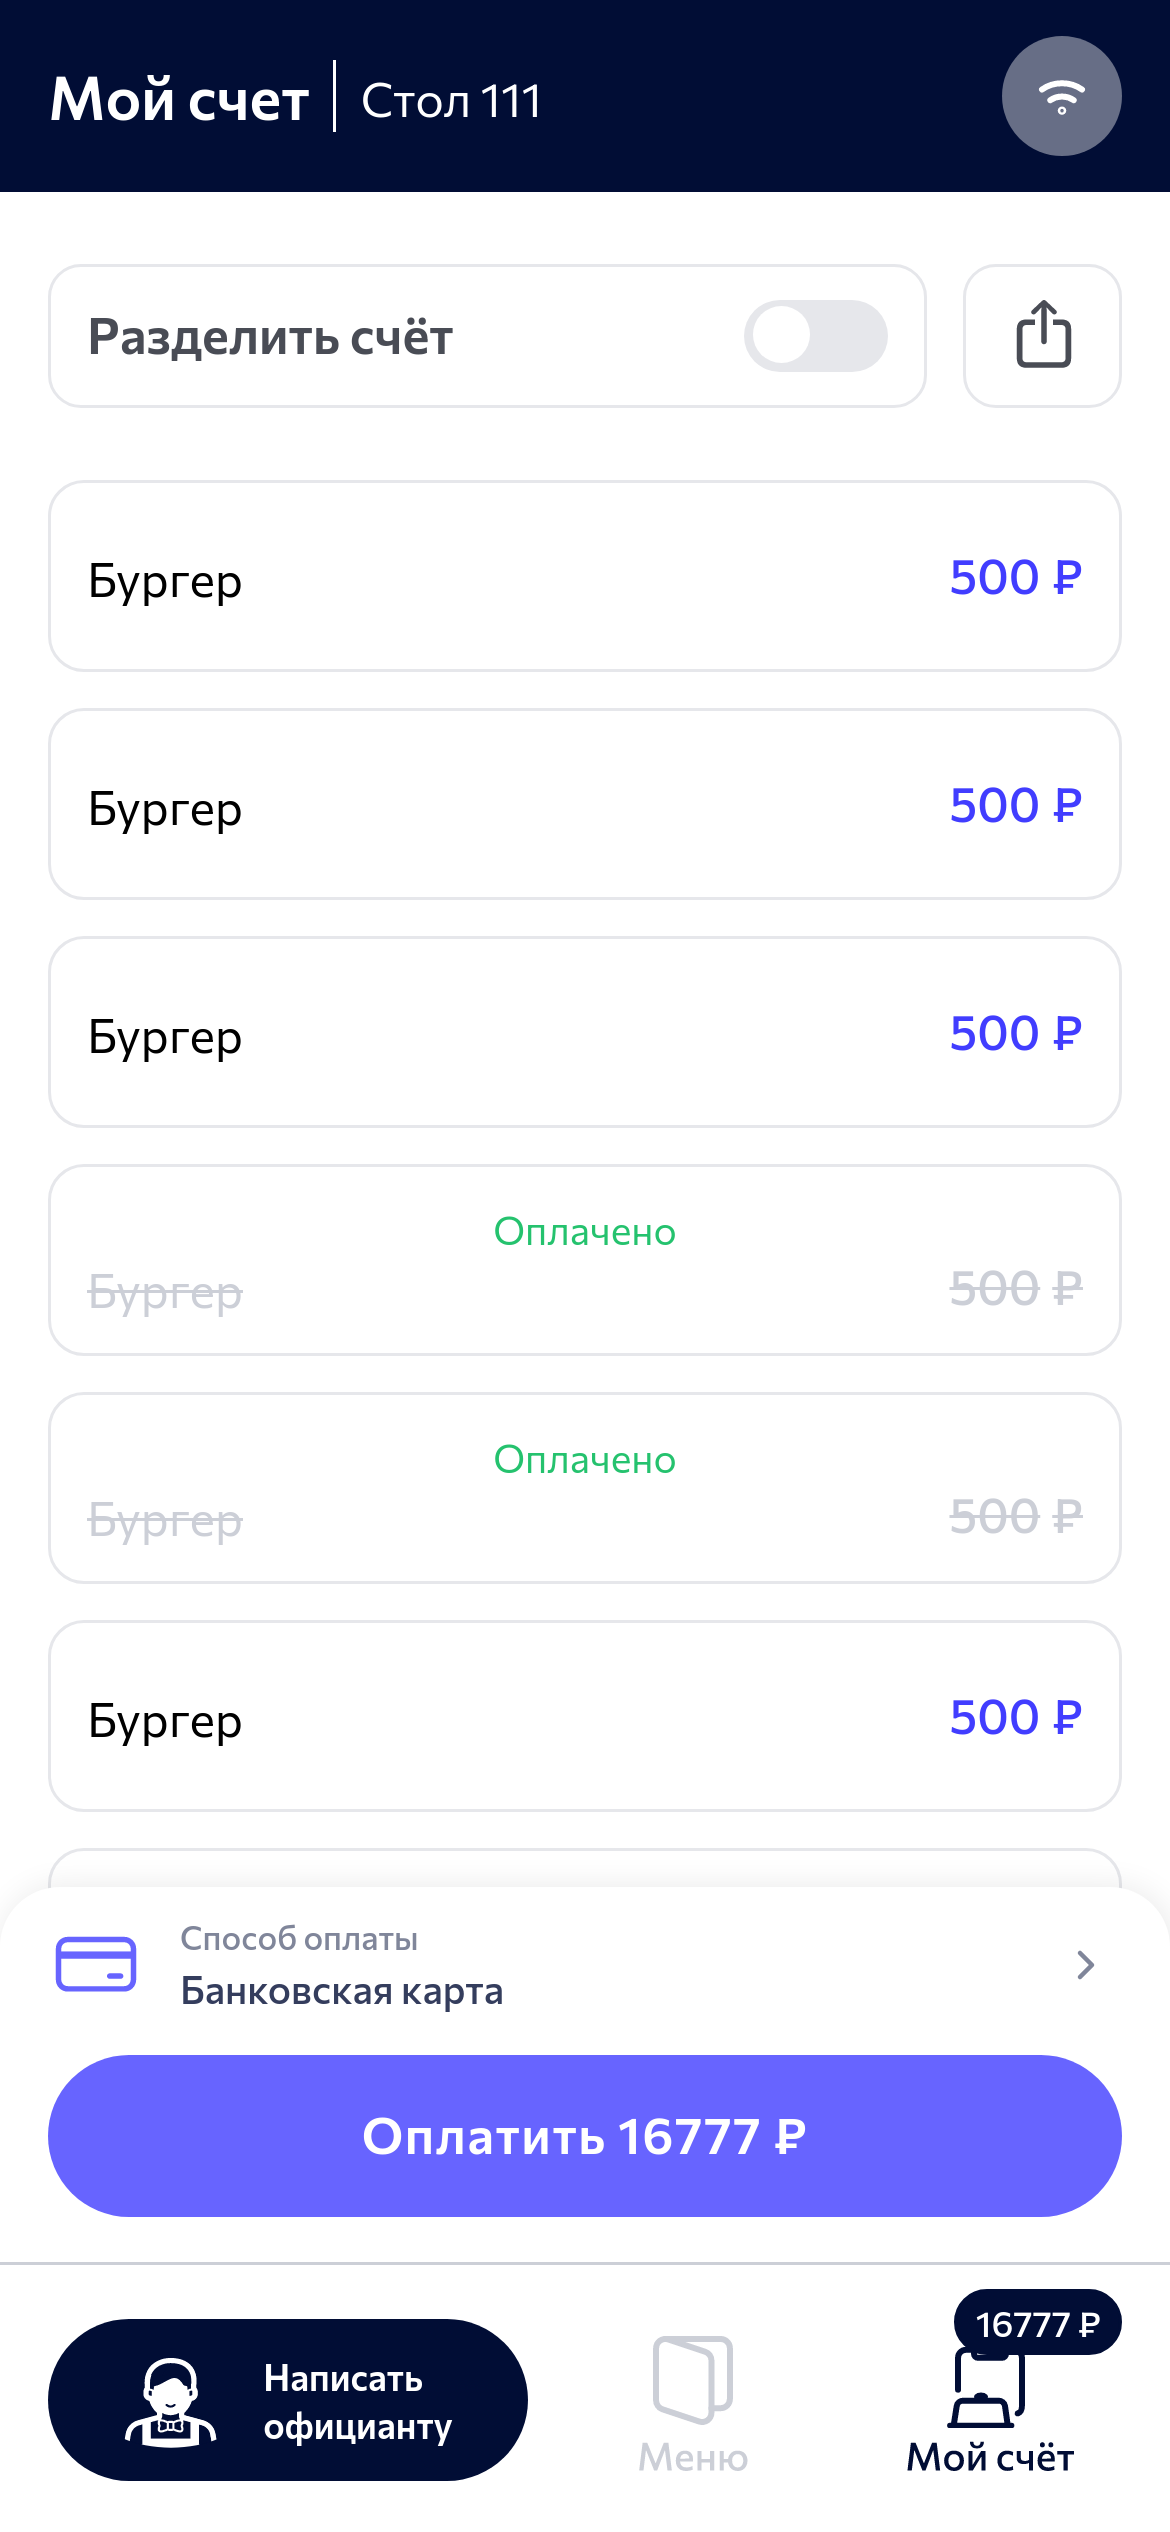 Мой счет
Стол 111
Разделить счёт
Бургер 500 ₽
Бургер 500 ₽
Бургер 500 ₽
Оплачено
Бургер 500 ₽
Оплачено
Бургер 500 ₽
Бургер 500 ₽
Способ оплаты
Банковская карта
Оплатить 16777 ₽
Написать
официанту
Меню
16777 ₽
Мой счёт